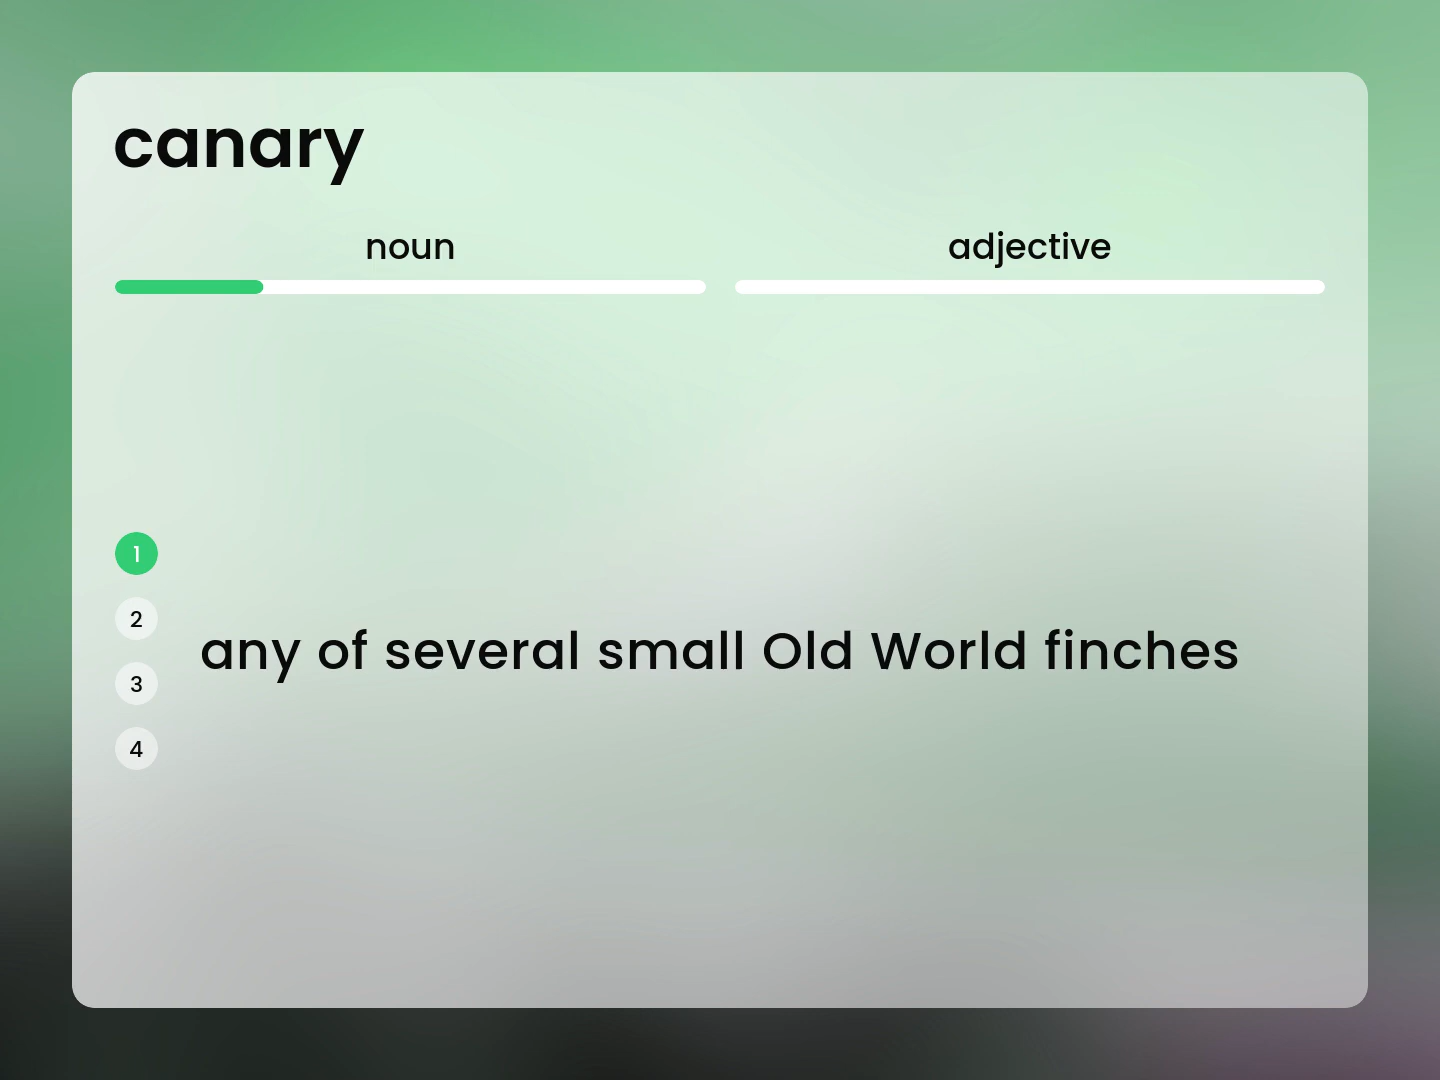 canary
noun
adjective
1
2
any of several small Old World finches
3
4